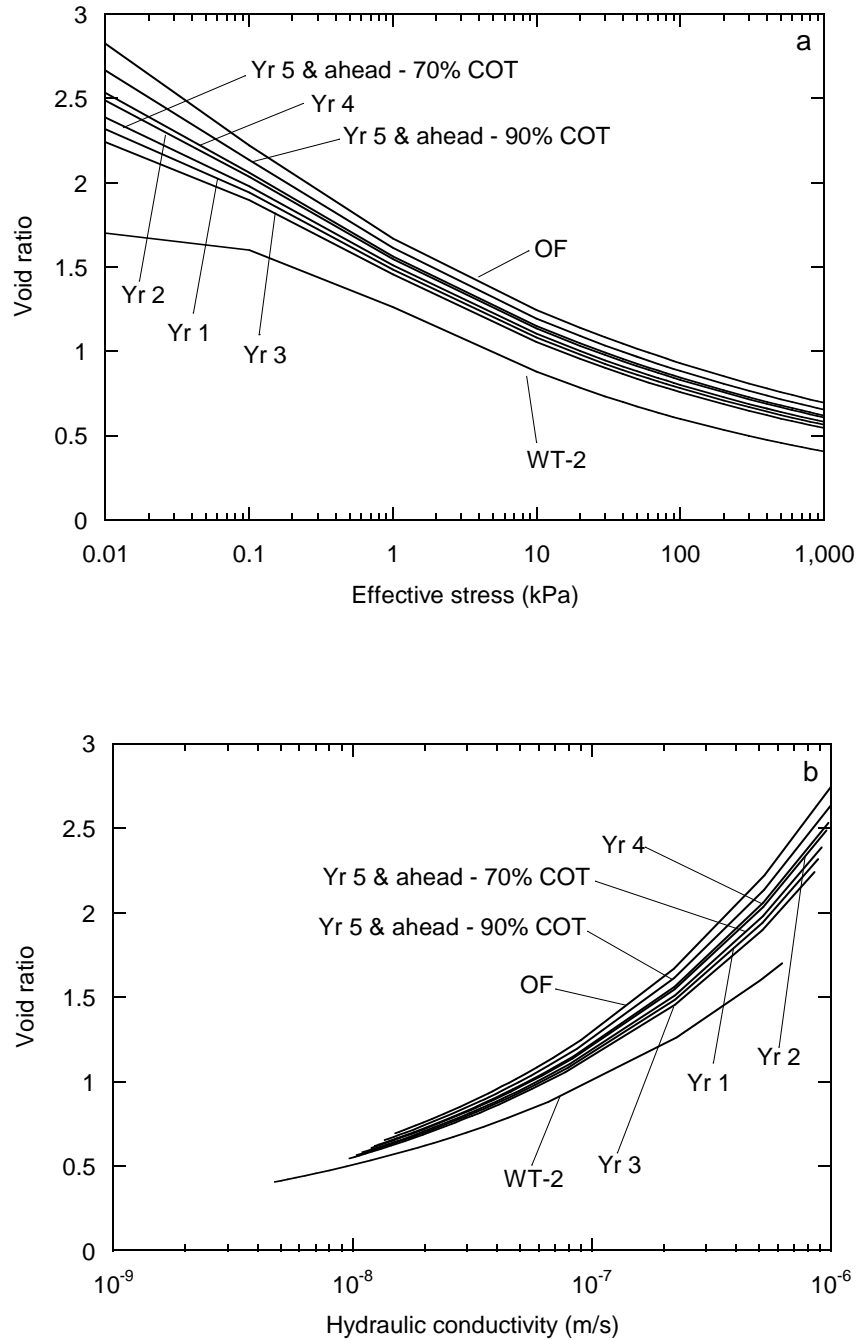 3
a
Yr 5 & ahead - 70% COT
2.5
Yr 4
Yr 5 & ahead - 90% COT
2
Void ratio
1.5
OF
Yr 2
Yr 1
Yr 3
1
0.5
WT-2
0
0.01
0.1
1
10
100
1,000
Effective stress (kPa)
3
b
2.5
Yr 4
Yr 5 & ahead - 70% COT
2
Yr 5 & ahead - 90% COT
Void ratio
1.5
OF
Yr 2
Yr 1
1
Yr 3
WT-2
0.5
0
10-9
10-8
10-7
10-6
Hydraulic conductivity (m/s)